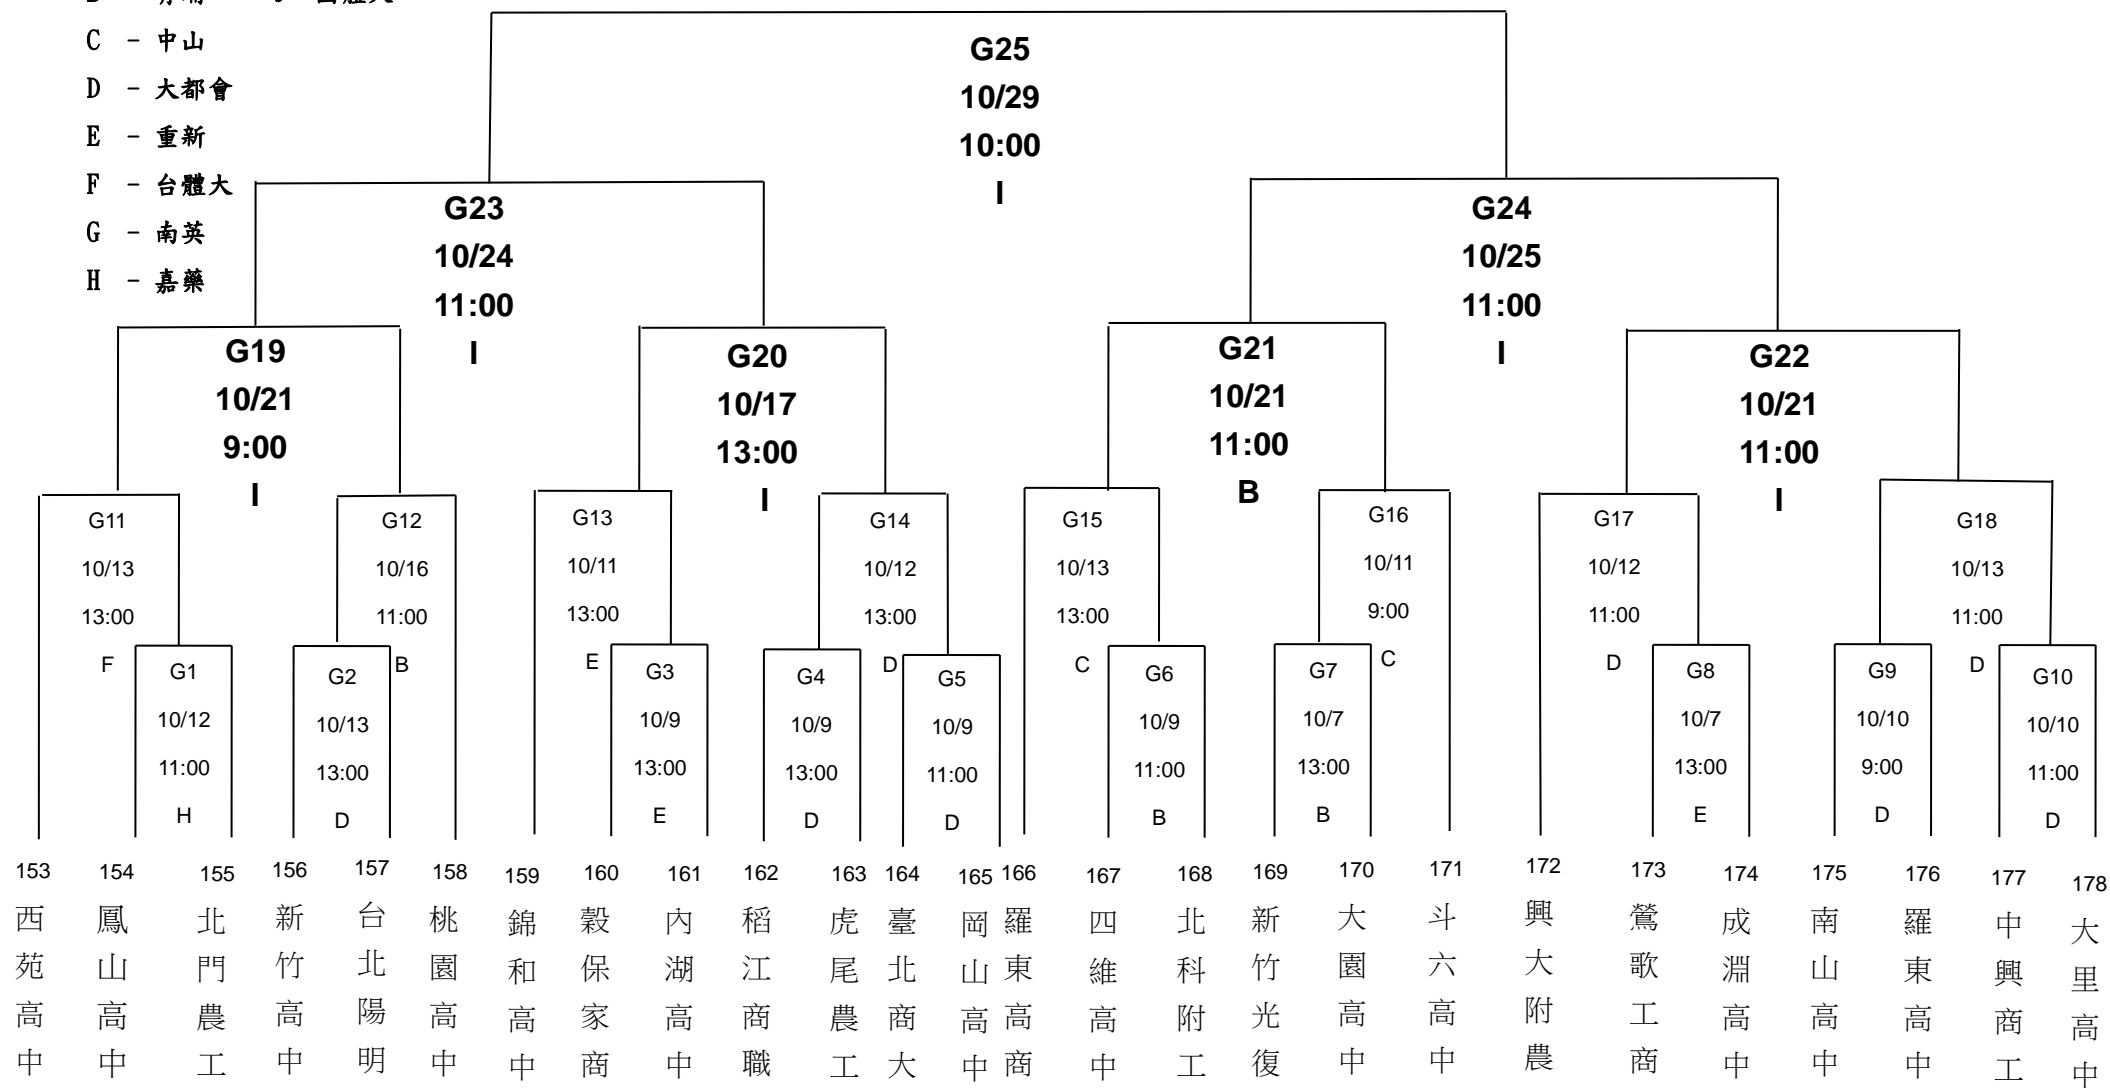 C - 中山
D - 大都會
E - 重新
F - 台體大
G - 南英
H - 嘉藥
G25
10/29
10:00
I
G23
10/24
11:00
I
G24
10/25
11:00
I
G19
10/21
9:00
I
G20
10/17
13:00
I
G21
10/21
11:00
B
G22
10/21
11:00
I
G11
10/13
13:00
F
G12
10/16
11:00
B
G13
10/11
13:00
E
G14
10/12
13:00
D
G15
10/13
13:00
C
G16
10/11
9:00
C
G17
10/12
11:00
D
G18
10/13
11:00
D
G1
10/12
11:00
H
G2
10/13
13:00
D
G3
10/9
13:00
E
G4
10/9
13:00
D
G5
10/9
11:00
D
G6
10/9
11:00
B
G7
10/7
13:00
B
G8
10/7
13:00
E
G9
10/10
9:00
D
G10
10/10
11:00
D
153
西苑高中
154
鳳山高中
155
北門農工
156
新竹高中
157
台北陽明
158
桃園高中
159
錦和高中
160
穀保家商
161
內湖高中
162
稻江商職
163
虎尾農工
164
臺北商大
165
岡山高中
166
羅東高商
167
四維高中
168
北科附工
169
新竹光復
170
大園高中
171
斗六高中
172
興大附農
173
鶯歌工商
174
成淵高中
175
南山高中
176
羅東高中
177
中興商工
178
大里高中